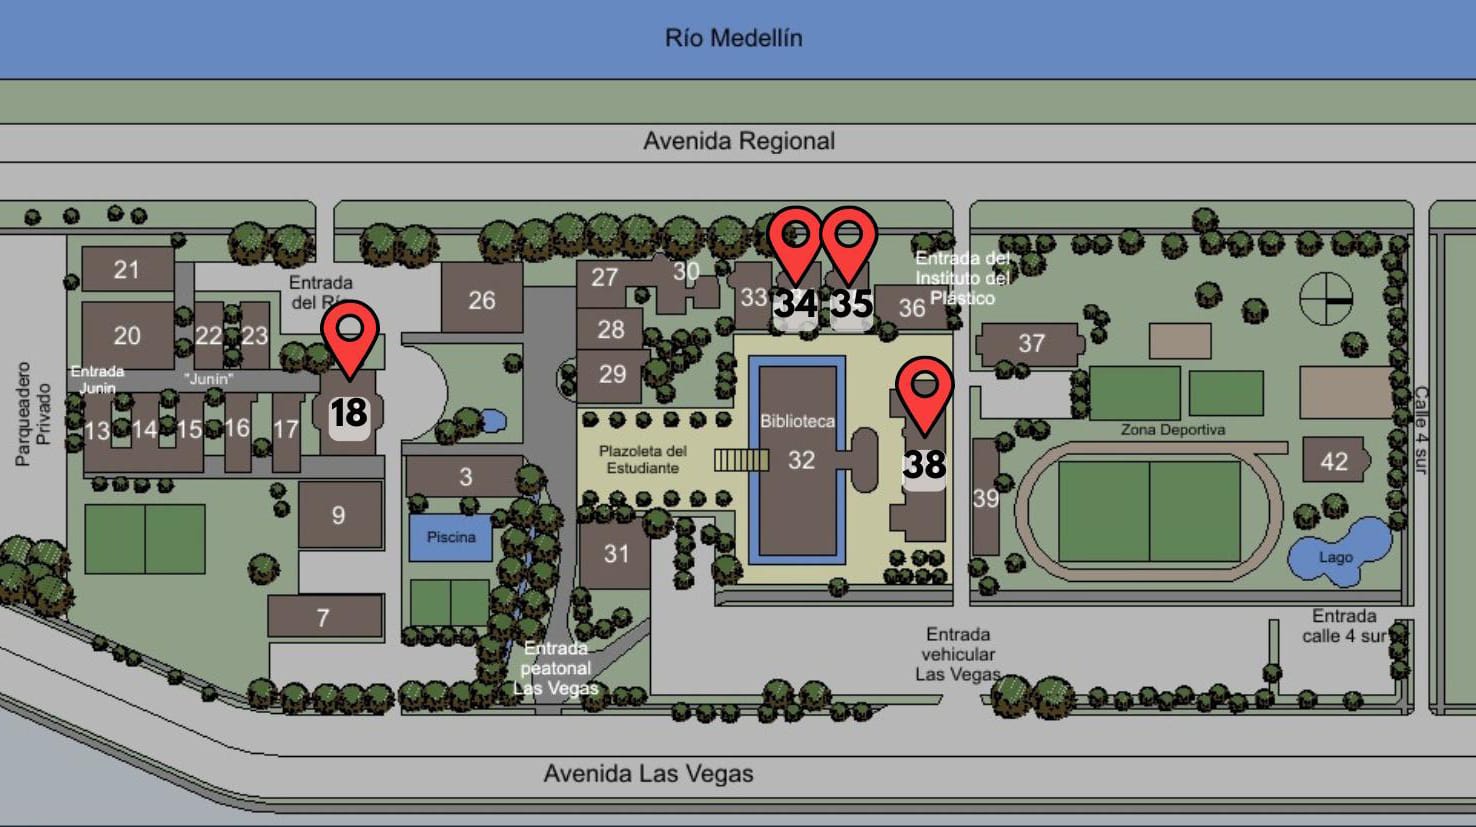 Río Medellín
Avenida Regional
21
Entrada
del Río
26
27
30
33
34
35
36
Entrada del
Instituto del
Plástico
20
22
23
28
37
Entrada
Junín
"Junín"
29
Parqueadero
Privado
13
14
15
16
17
18
Biblioteca
32
38
Zona Deportiva
Calle 4 sur
Plazoleta del
Estudiante
3
42
39
9
Piscina
31
Lago
7
Entrada
peatonal
Las Vegas
Entrada
vehicular
Las Vegas
Entrada
calle 4 sur
Avenida Las Vegas